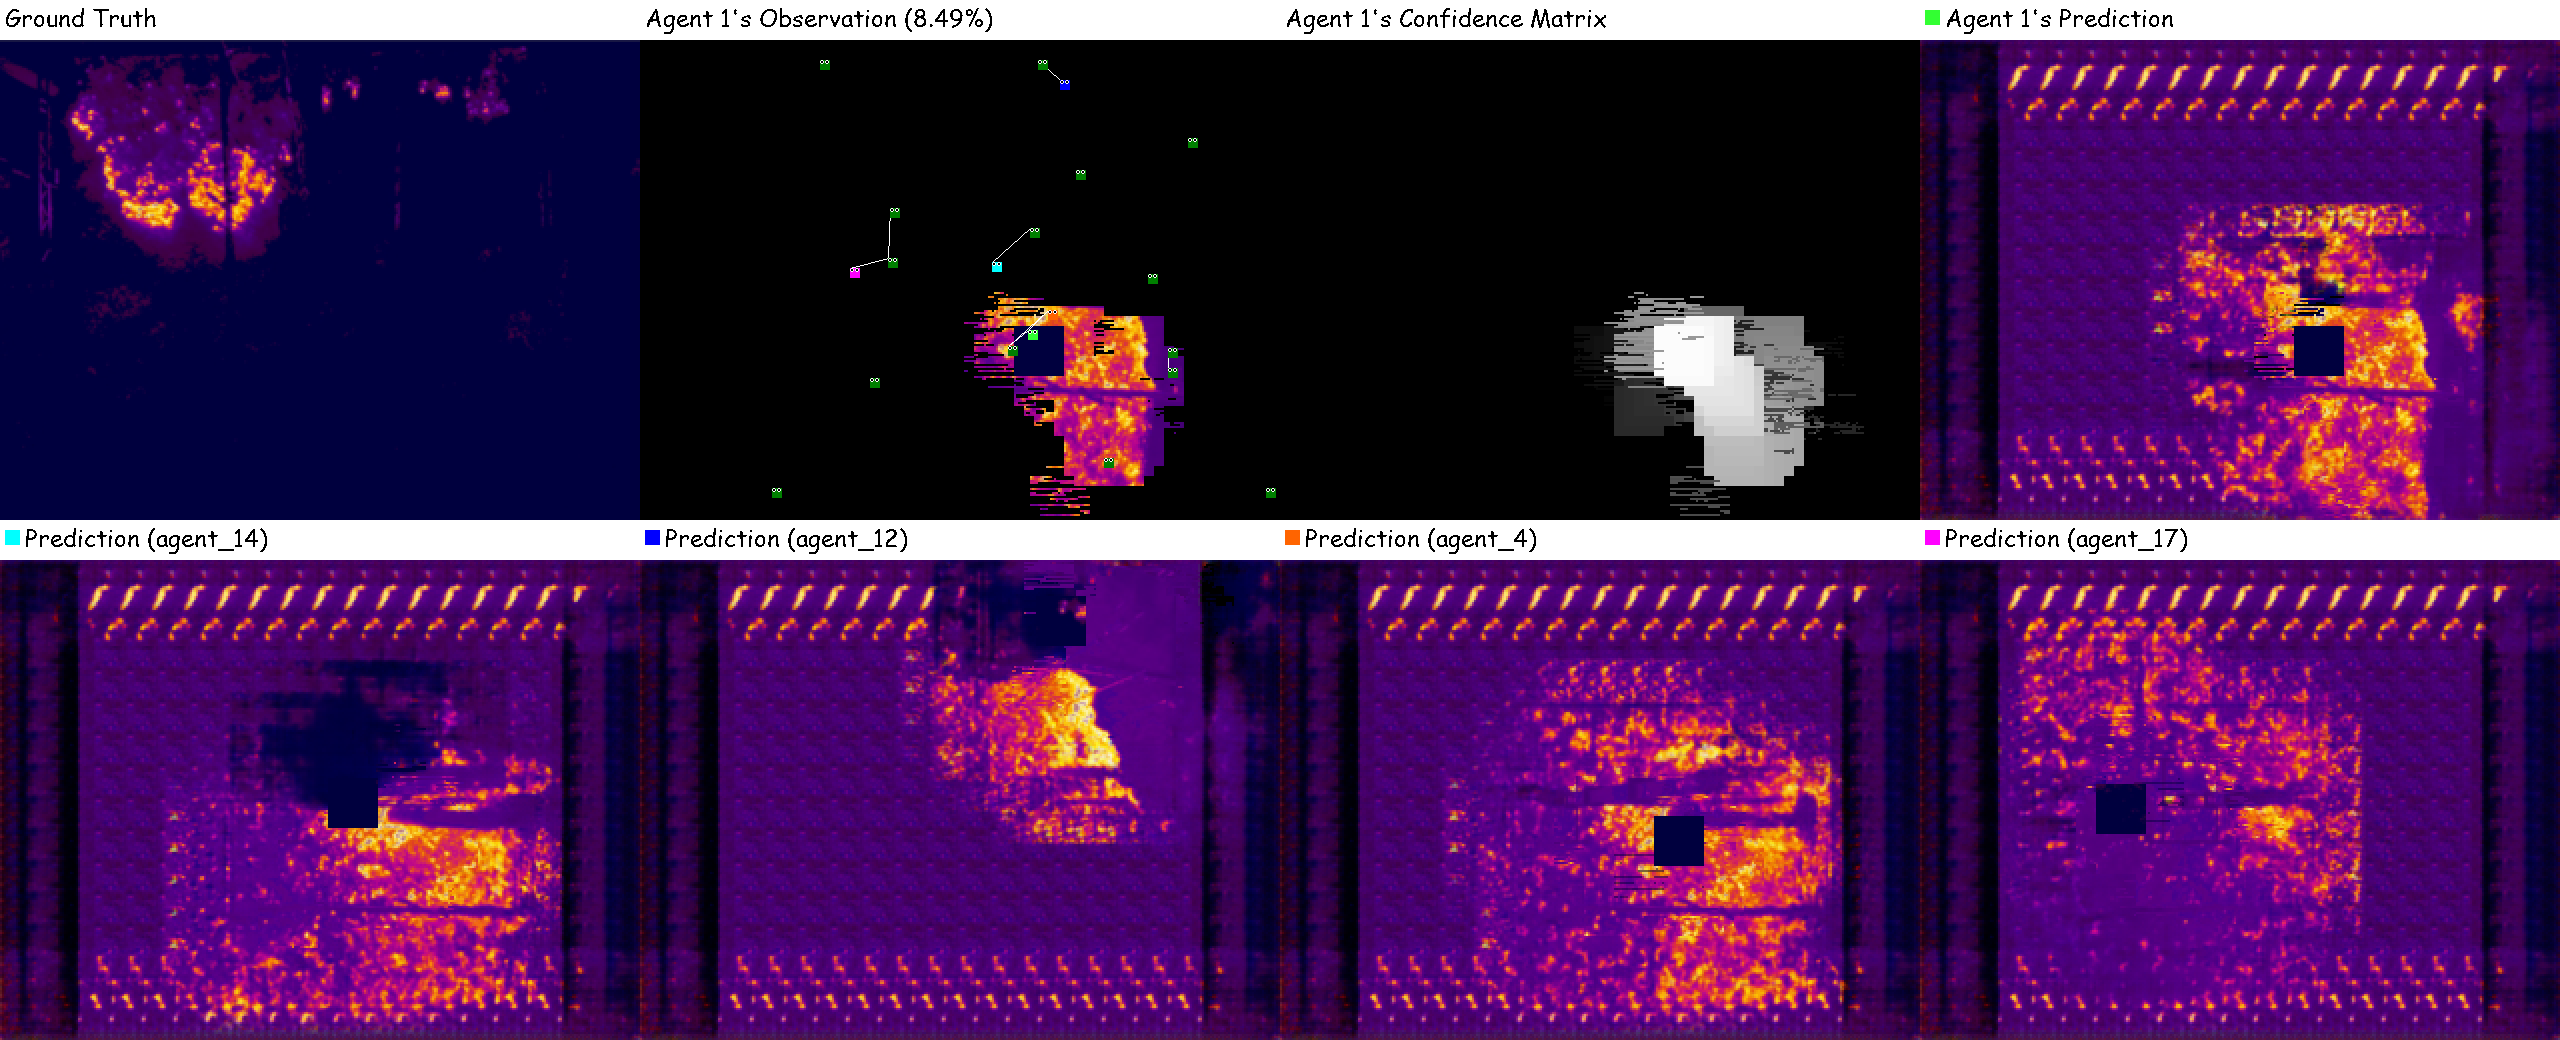 Ground Truth
Agent 1's Observation (8.49%)
Agent 1's Confidence Matrix
Agent 1's Prediction
Prediction (agent_14)
Prediction (agent_12)
Prediction (agent_4)
Prediction (agent_17)